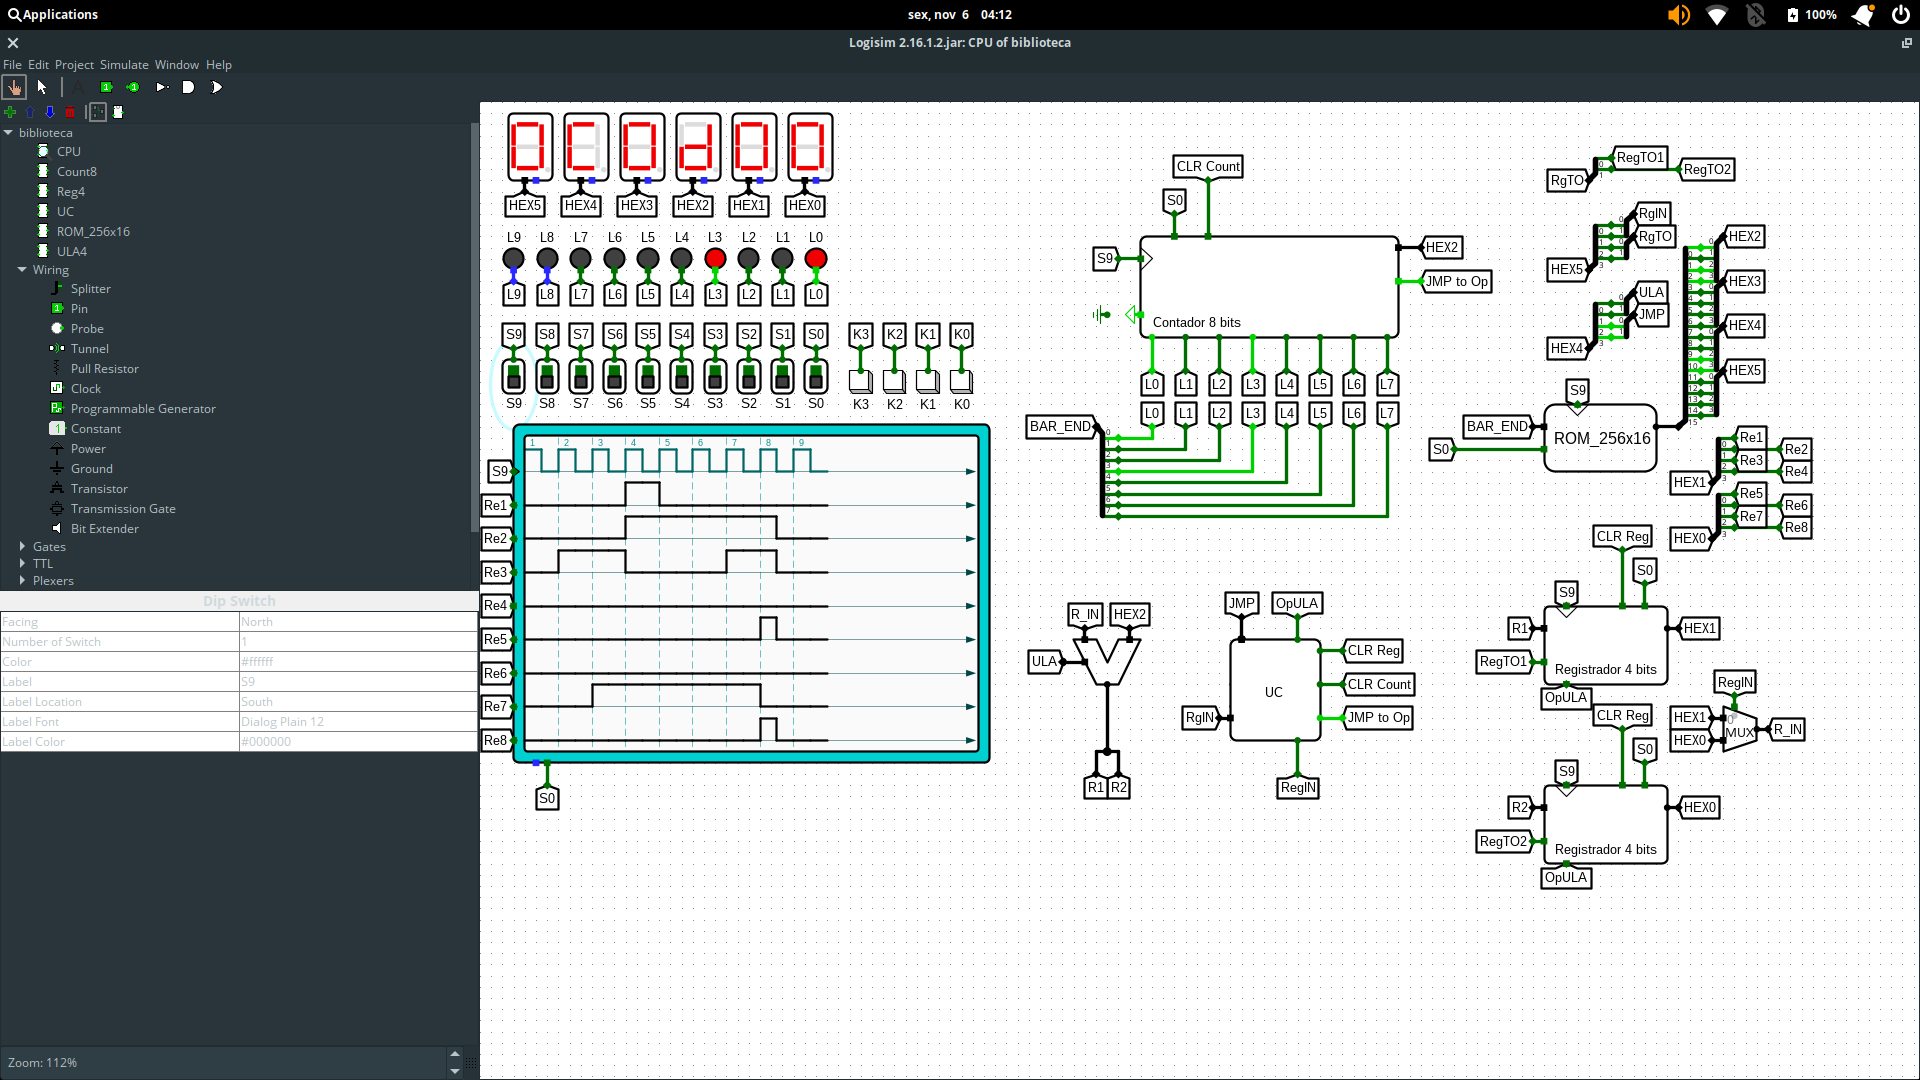 Applications
sex, nov 6 04:12
100%
Logisim 2.16.1.2.jar: CPU of biblioteca
File Edit Project Simulate Window Help
biblioteca
CPU
Count8
Reg4
UC
ROM_256x16
ULA4
Wiring
Splitter
Pin
Probe
Tunnel
Pull Resistor
Clock
Programmable Generator
Constant
Power
Ground
Transistor
Transmission Gate
Bit Extender
Gates
TTL
Plexers
Dip Switch
Facing North
Number of Switch 1
Color #ffffff
Label S9
Label Location South
Label Font Dialog Plain 12
Label Color #000000
Zoom: 112%
HEX5 HEX4 HEX3 HEX2 HEX1 HEX0
L9 L8 L7 L6 L5 L4 L3 L2 L1 L0
L9 L8 L7 L6 L5 L4 L3 L2 L1 L0
S9 S8 S7 S6 S5 S4 S3 S2 S1 S0 K3 K2 K1 K0
S9 S8 S7 S6 S5 S4 S3 S2 S1 S0 K3 K2 K1 K0
1 2 3 4 5 6 7 8 9
S9
Re1
Re2
Re3
Re4
Re5
Re6
Re7
Re8
S0
CLR Count
S0
S9
HEX2
JMP to Op
Contador 8 bits
L0 L1 L2 L3 L4 L5 L6 L7
L0 L1 L2 L3 L4 L5 L6 L7
BAR_END
R_IN HEX2
ULA
R1 R2
JMP OpULA
UC
CLR Reg
CLR Count
JMP to Op
RgIN
RegIN
RgTO
RegTO1
RegTO2
RgIN
RgTO
HEX5
ULA
JMP
HEX4
HEX2
HEX3
HEX4
HEX5
S9
BAR_END
S0
ROM_256x16
Re1
Re2
Re3
Re4
HEX1
Re5
Re6
Re7
Re8
HEX0
CLR Reg
S0
S9
R1
HEX1
RegTO1
Registrador 4 bits
OpULA
RegIN
HEX1
HEX0
MUX
R_IN
CLR Reg
S0
S9
R2
HEX0
RegTO2
Registrador 4 bits
OpULA